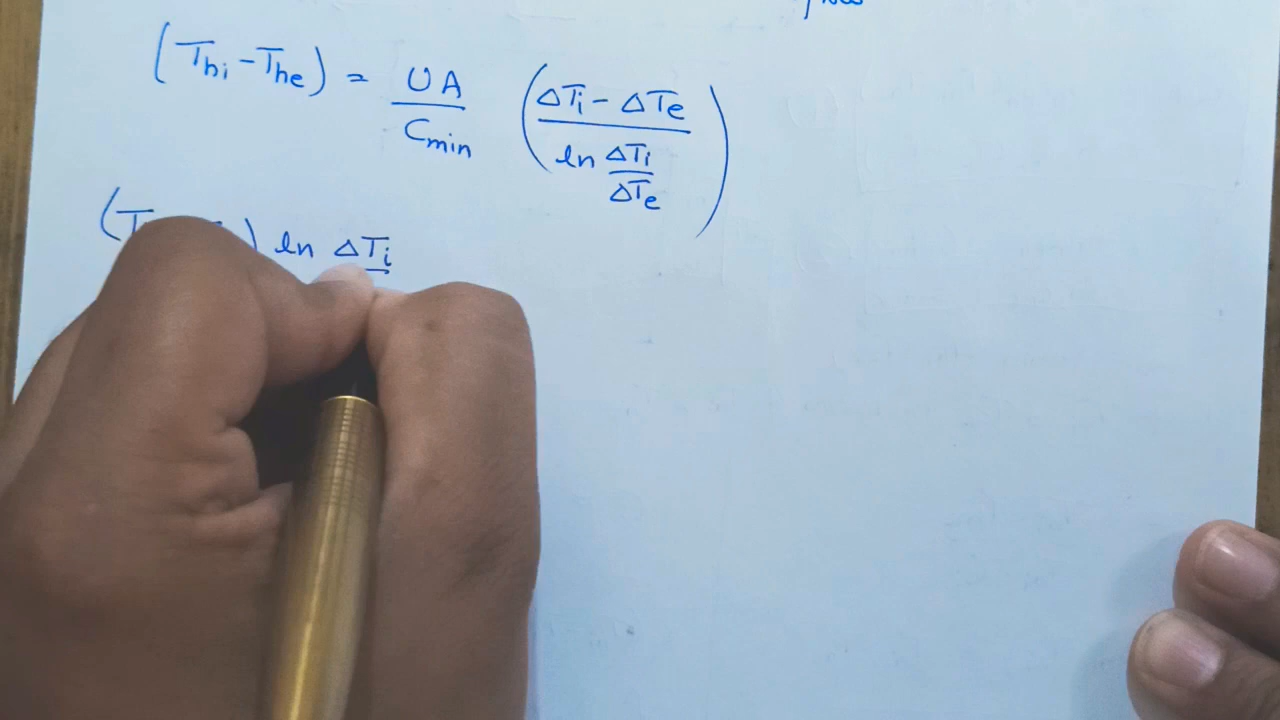 (Thi - The) = UA / Cmin ( ΔTi - ΔTe / ln ΔTi / ΔTe )
) ln ΔTi